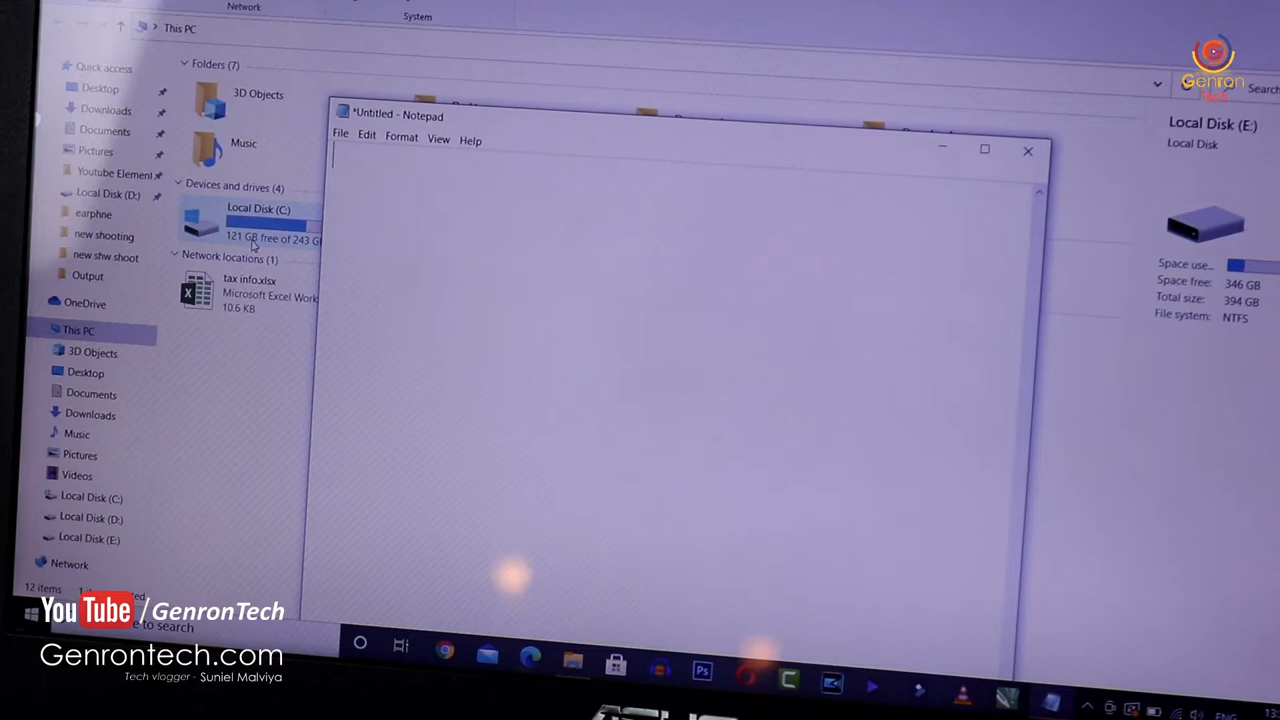 Network
System
This PC
Quick access
Desktop
Downloads
Documents
Pictures
Youtube Element
Local Disk (D:)
earphne
new shooting
new shw shoot
Output
OneDrive
This PC
3D Objects
Desktop
Documents
Downloads
Music
Pictures
Videos
Local Disk (C:)
Local Disk (D:)
Local Disk (E:)
Network
12 items
Folders (7)
3D Objects
Music
Devices and drives (4)
Local Disk (C:)
121 GB free of 243 G
Network locations (1)
tax info.xlsx
Microsoft Excel Work
10.6 KB
*Untitled - Notepad
File Edit Format View Help
G
Genron
Tech
Search
Local Disk (E:)
Local Disk
Space use...
Space free: 346 GB
Total size: 394 GB
File system: NTFS
YouTube /GenronTech
e to search
Genrontech.com
Tech vlogger - Suniel Malviya
Ps
ENG